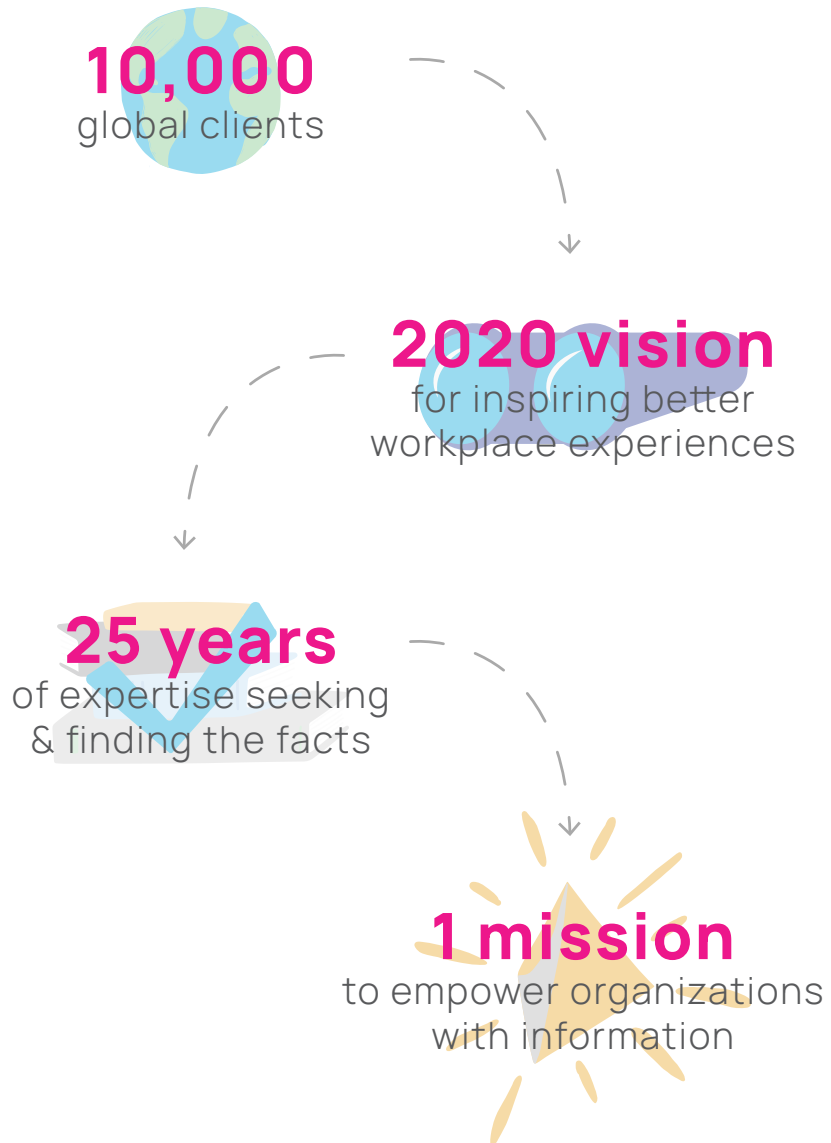 10,000
global clients
2020 vision
for inspiring better
workplace experiences
25 years
of expertise seeking
& finding the facts
1 mission
to empower organizations
with information